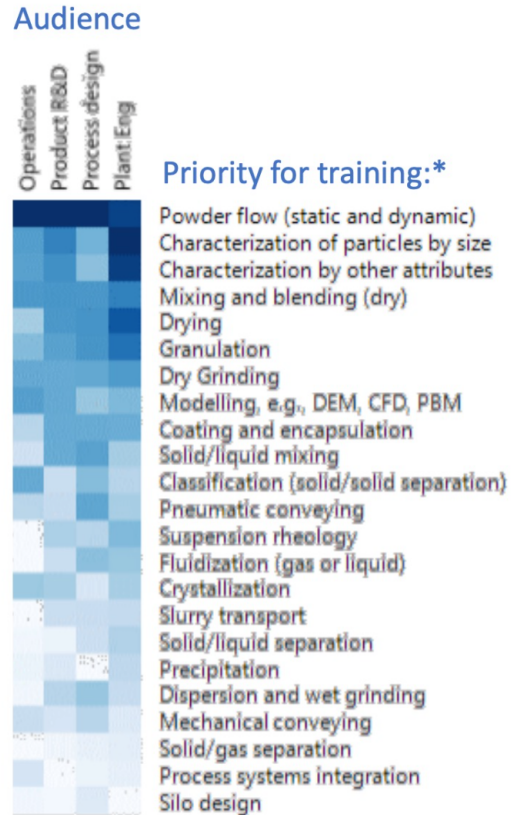 Audience
Operations
Product R&D
Process design
Plant Eng
Priority for training:*
Powder flow (static and dynamic)
Characterization of particles by size
Characterization by other attributes
Mixing and blending (dry)
Drying
Granulation
Dry Grinding
Modelling, e.g., DEM, CFD, PBM
Coating and encapsulation
Solid/liquid mixing
Classification (solid/solid separation)
Pneumatic conveying
Suspension rheology
Fluidization (gas or liquid)
Crystallization
Slurry transport
Solid/liquid separation
Precipitation
Dispersion and wet grinding
Mechanical conveying
Solid/gas separation
Process systems integration
Silo design